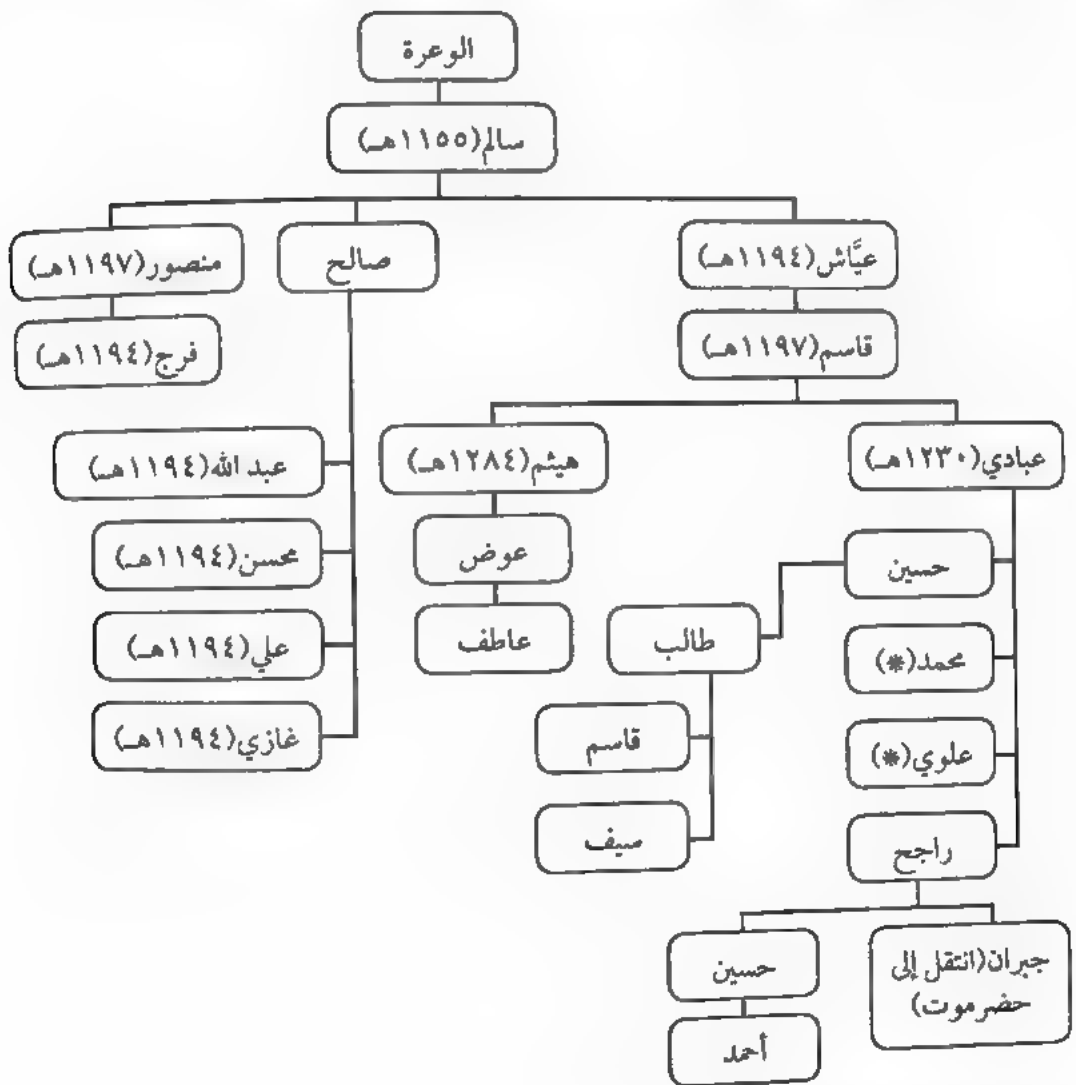 الوعرة
سالم(١١٥٥هـ)
عيَّاش(١١٩٤هـ)
صالح
منصور(١١٩٧هـ)
قاسم(١١٩٧هـ)
فرج(١١٩٤هـ)
عبادي(١٢٣٠هـ)
هيثم(١٢٨٤هـ)
عبد الله(١١٩٤هـ)
حسين
عوض
محسن(١١٩٤هـ)
محمد(*)
طالب
عاطف
علي(١١٩٤هـ)
علوي(*)
قاسم
غازي(١١٩٤هـ)
راجح
سيف
جبران(انتقل إلى
حضرموت)
حسين
أحمد